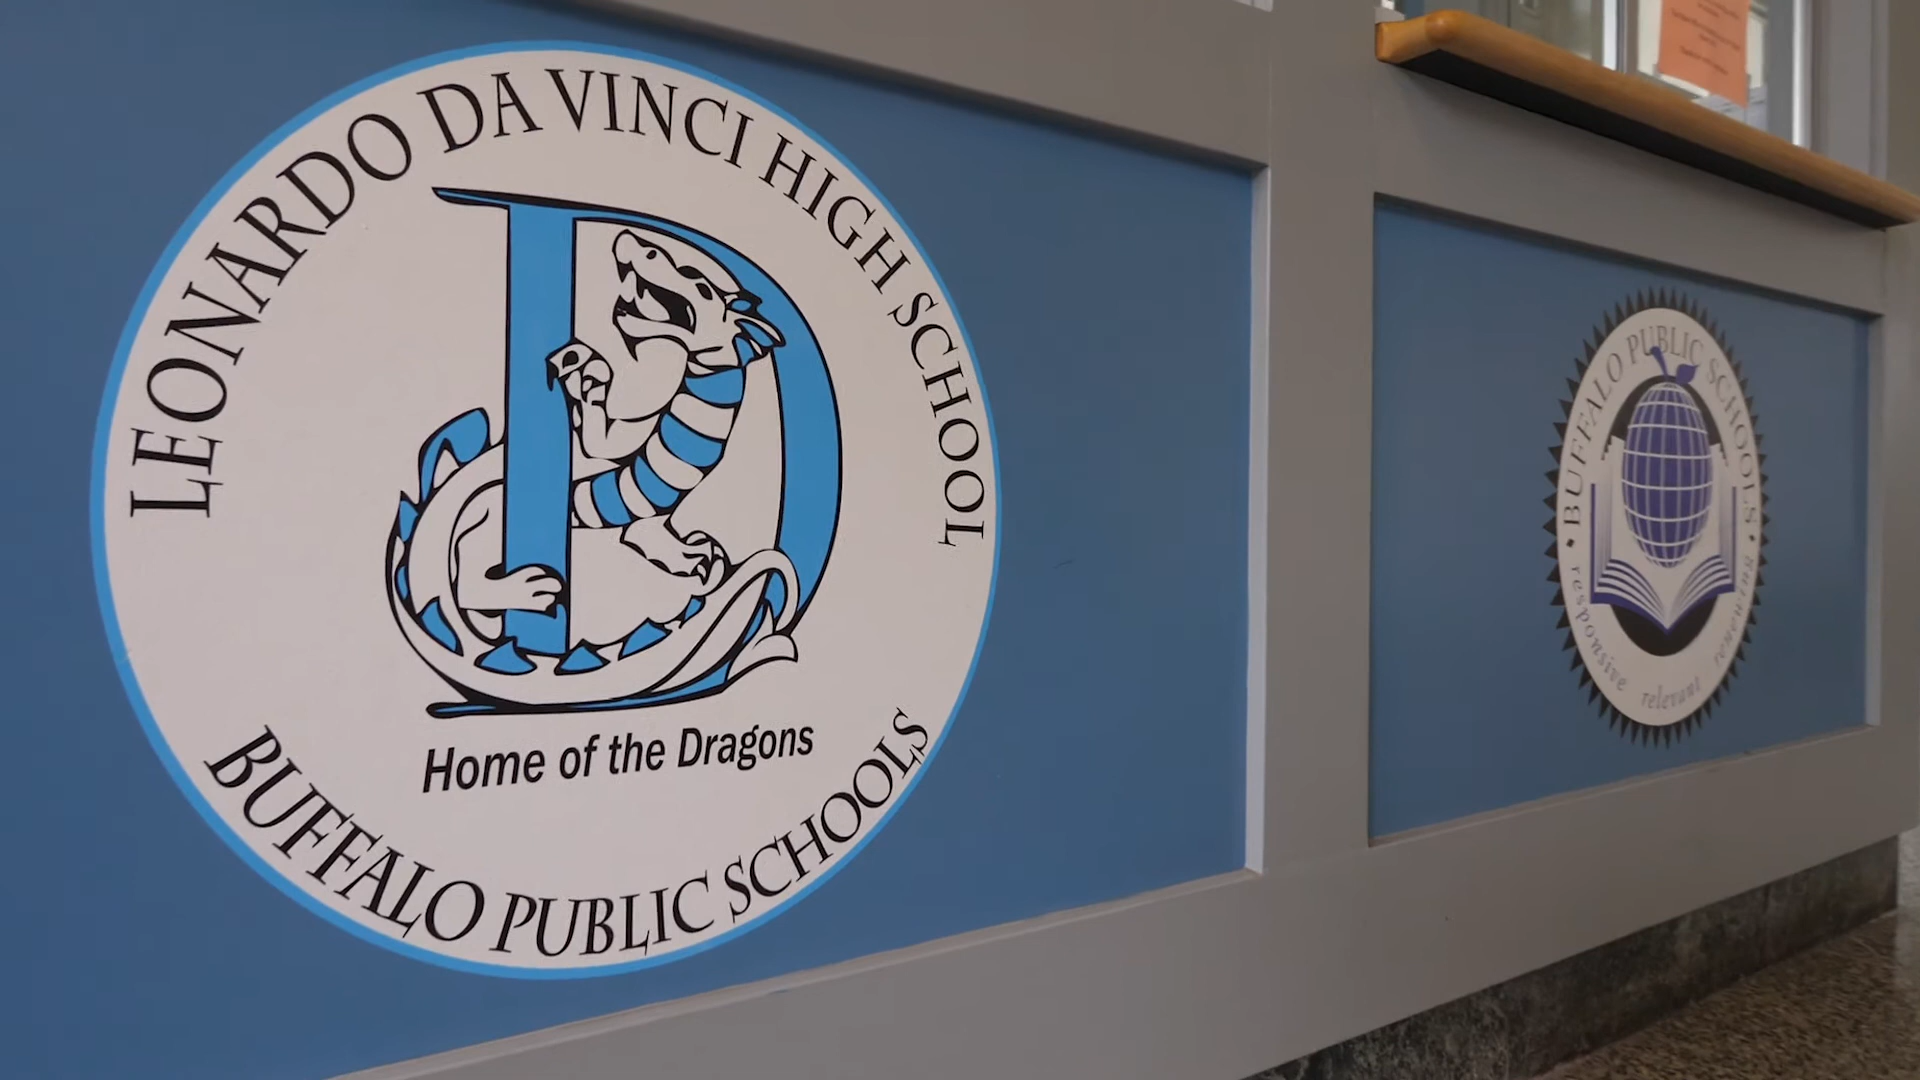 LEONARDO DA VINCI HIGH SCHOOL
D
Home of the Dragons
BUFFALO PUBLIC SCHOOLS
• BUFFALO PUBLIC SCHOOLS •
responsive relevant renewing